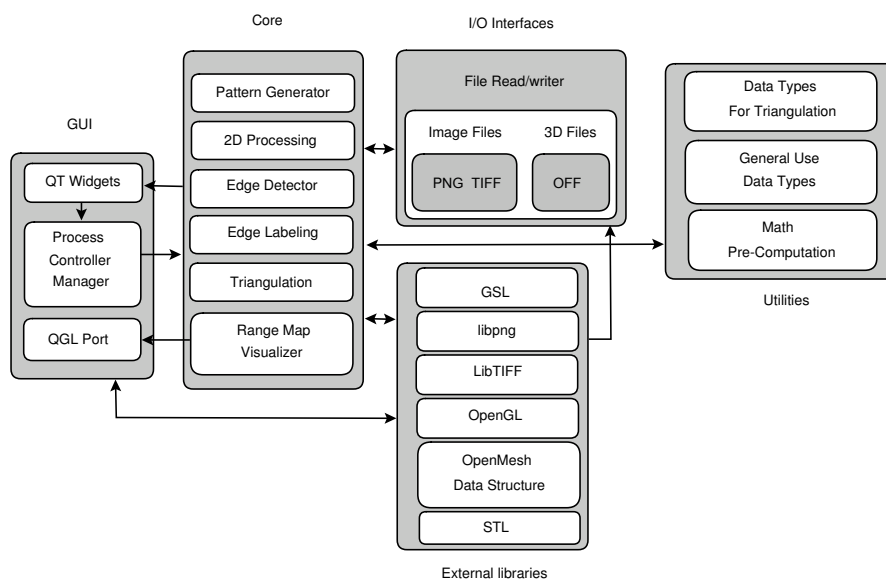 GUI
QT Widgets
Process
Controller
Manager
QGL Port
Core
Pattern Generator
2D Processing
Edge Detector
Edge Labeling
Triangulation
Range Map
Visualizer
I/O Interfaces
File Read/writer
Image Files
PNG TIFF
3D Files
OFF
GSL
libpng
LibTIFF
OpenGL
OpenMesh
Data Structure
STL
External libraries
Data Types
For Triangulation
General Use
Data Types
Math
Pre-Computation
Utilities